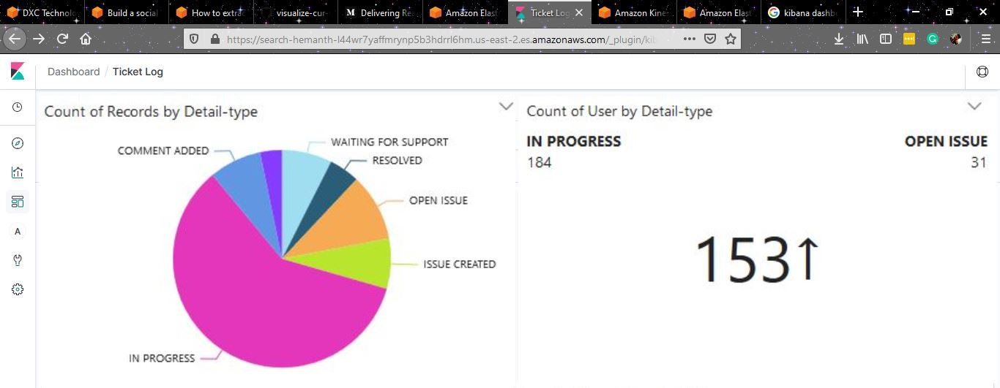 DXC Technolo
Build a social
How to extrac
visualize-cur-
M Delivering Re
Amazon Elast
Ticket Log
Amazon Kine
Amazon Elast
G kibana dashb
https://search-hemanth-l44wr7yaffmrynp5b3hdrrl6hm.us-east-2.es.amazonaws.com/_plugin/kib
Dashboard / Ticket Log
Count of Records by Detail-type
WAITING FOR SUPPORT
COMMENT ADDED
RESOLVED
OPEN ISSUE
ISSUE CREATED
IN PROGRESS
Count of User by Detail-type
IN PROGRESS
OPEN ISSUE
184
31
153↑
A